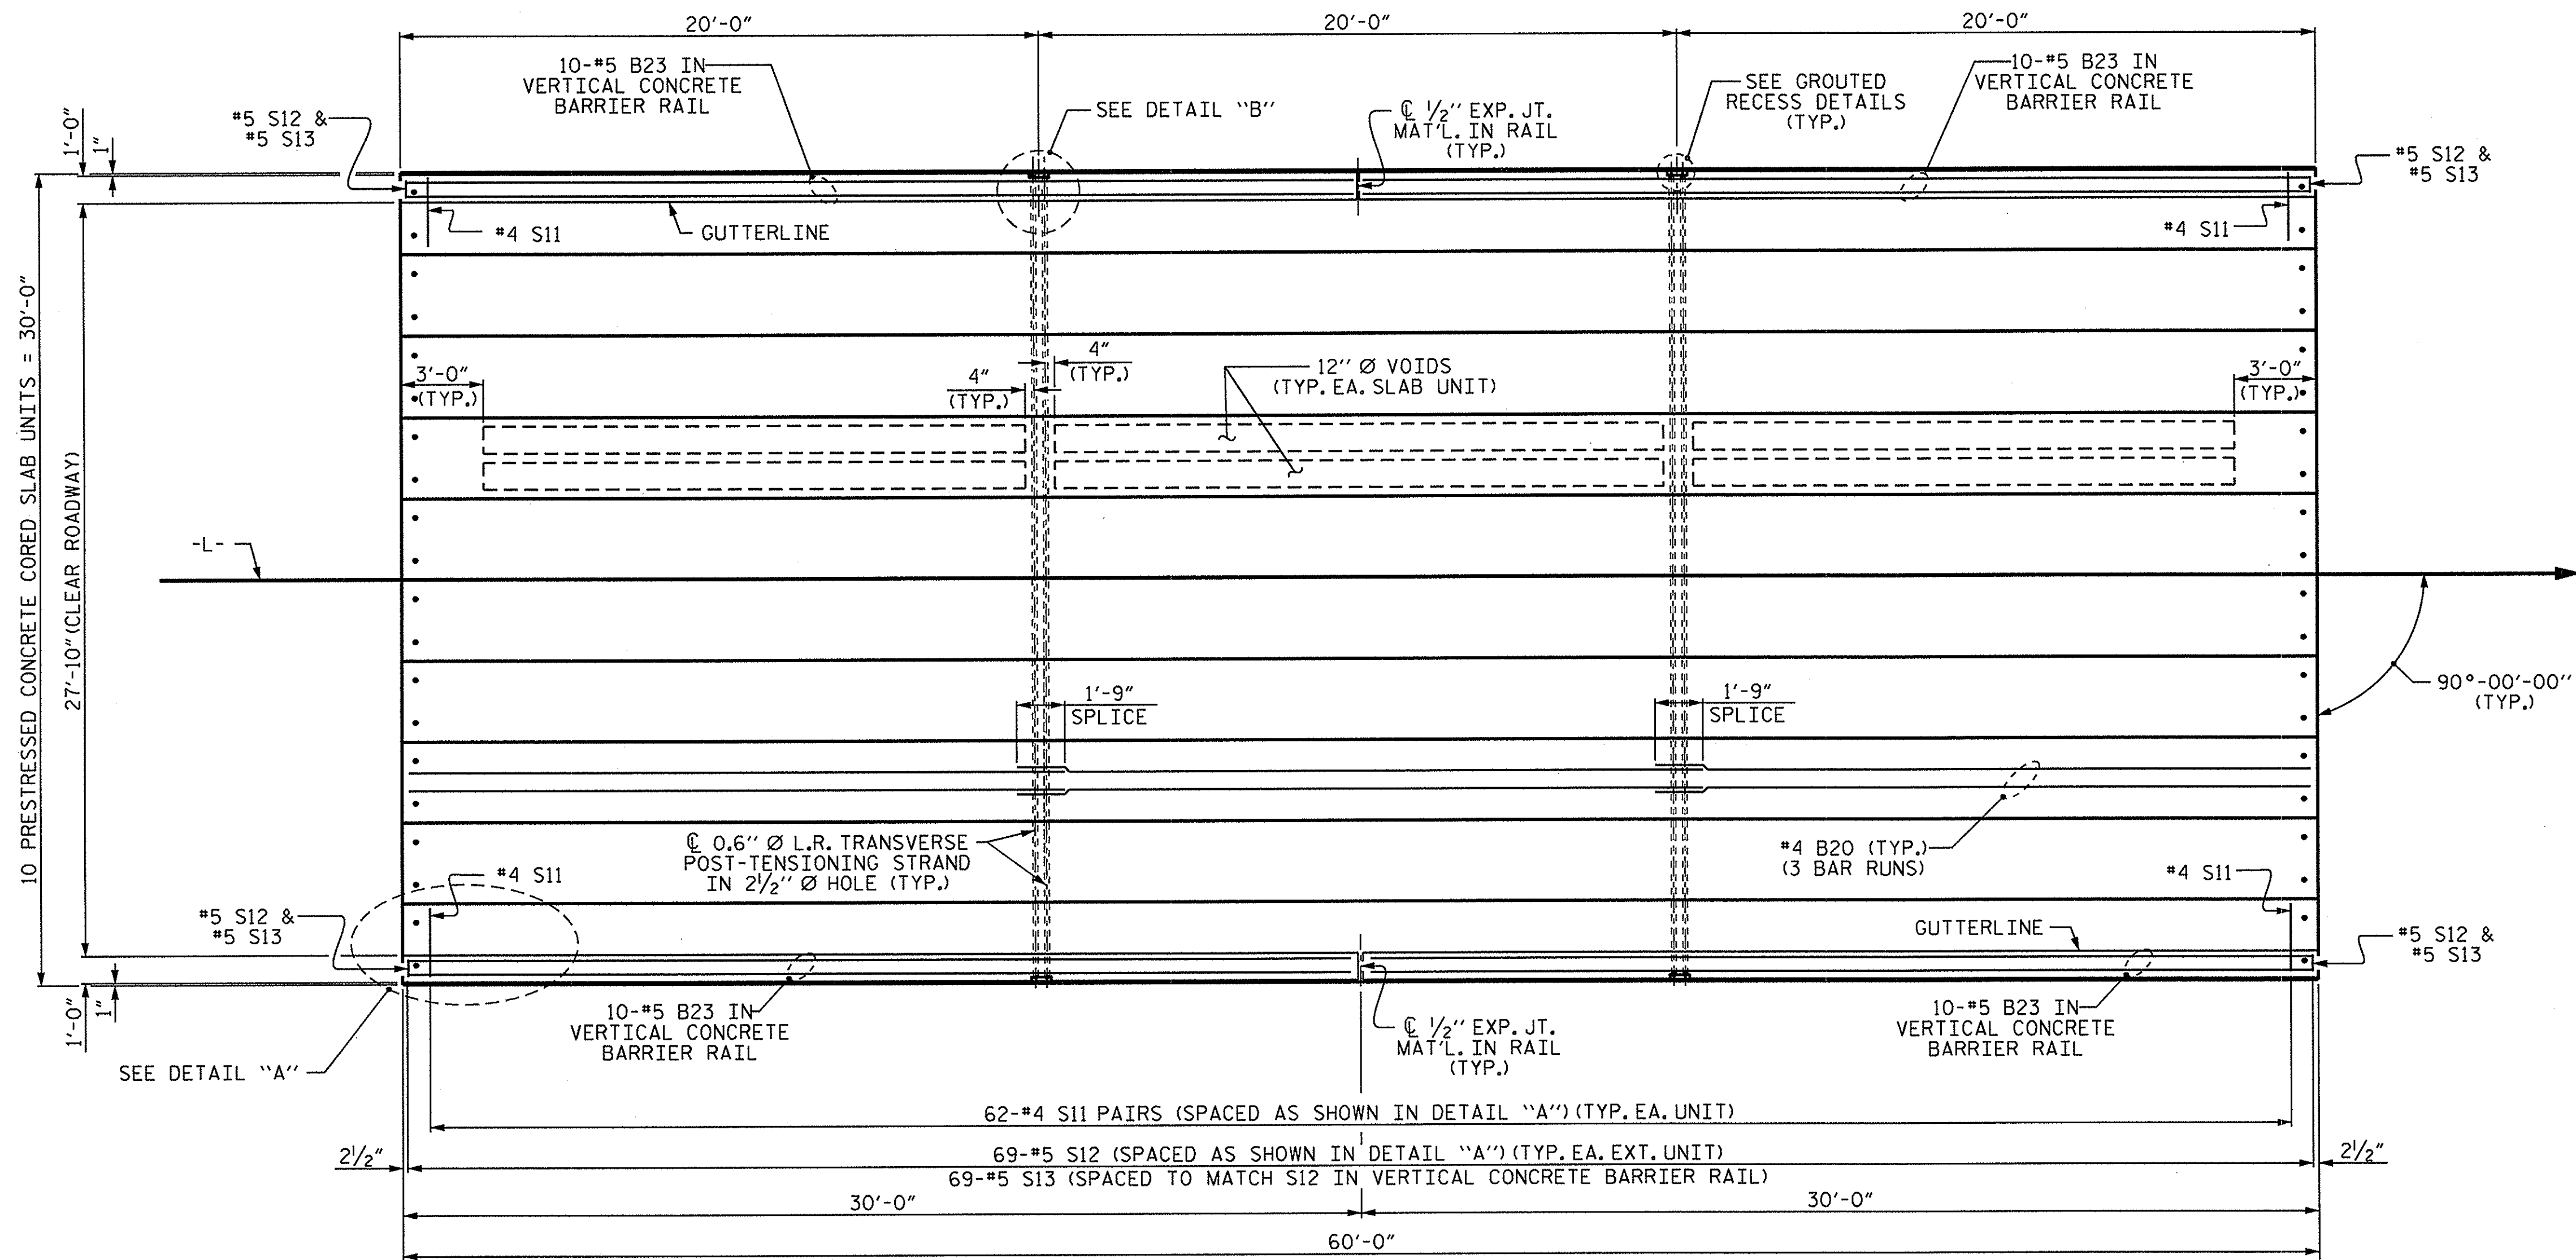 20'-0"
20'-0"
20'-0"
10-#5 B23 IN
VERTICAL CONCRETE
BARRIER RAIL
#5 S12 &
#5 S13
1'-0"
1"
SEE DETAIL "B"
℄ 1/2" EXP. JT.
MAT'L. IN RAIL
(TYP.)
SEE GROUTED
RECESS DETAILS
(TYP.)
10-#5 B23 IN
VERTICAL CONCRETE
BARRIER RAIL
#5 S12 &
#5 S13
#4 S11
GUTTERLINE
#4 S11
10 PRESTRESSED CONCRETE CORED SLAB UNITS = 30'-0"
27'-10" (CLEAR ROADWAY)
3'-0"
(TYP.)
4"
(TYP.)
4"
(TYP.)
12" Ø VOIDS
(TYP. EA. SLAB UNIT)
3'-0"
(TYP.)
-L-
90°-00'-00"
(TYP.)
1'-9"
SPLICE
1'-9"
SPLICE
℄ 0.6" Ø L.R. TRANSVERSE
POST-TENSIONING STRAND
IN 2 1/2" Ø HOLE (TYP.)
#4 B20 (TYP.)
(3 BAR RUNS)
#4 S11
#4 S11
#5 S12 &
#5 S13
GUTTERLINE
#5 S12 &
#5 S13
1'-0"
1"
10-#5 B23 IN
VERTICAL CONCRETE
BARRIER RAIL
℄ 1/2" EXP. JT.
MAT'L. IN RAIL
(TYP.)
10-#5 B23 IN
VERTICAL CONCRETE
BARRIER RAIL
SEE DETAIL "A"
62-#4 S11 PAIRS (SPACED AS SHOWN IN DETAIL "A") (TYP. EA. UNIT)
2 1/2"
69-#5 S12 (SPACED AS SHOWN IN DETAIL "A") (TYP. EA. EXT. UNIT)
2 1/2"
69-#5 S13 (SPACED TO MATCH S12 IN VERTICAL CONCRETE BARRIER RAIL)
30'-0"
30'-0"
60'-0"